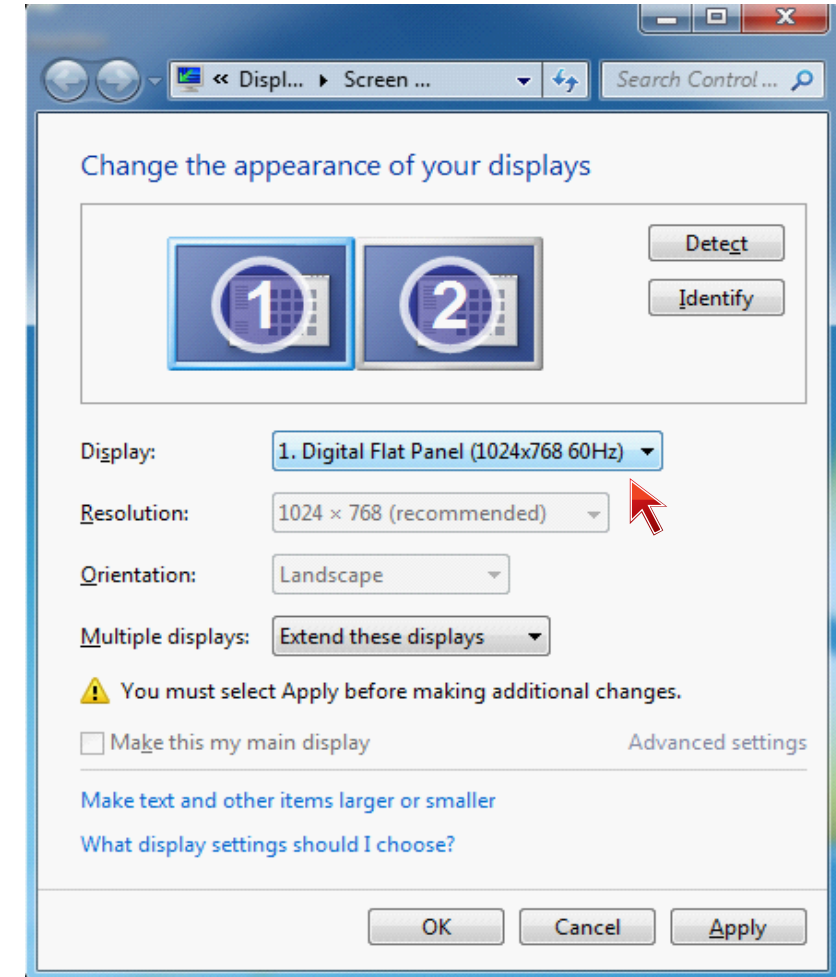 « Displ... Screen ... Search Control ...
Change the appearance of your displays
1 2
Detect
Identify
Display: 1. Digital Flat Panel (1024x768 60Hz)
Resolution: 1024 × 768 (recommended)
Orientation: Landscape
Multiple displays: Extend these displays
You must select Apply before making additional changes.
Make this my main display Advanced settings
Make text and other items larger or smaller
What display settings should I choose?
OK Cancel Apply